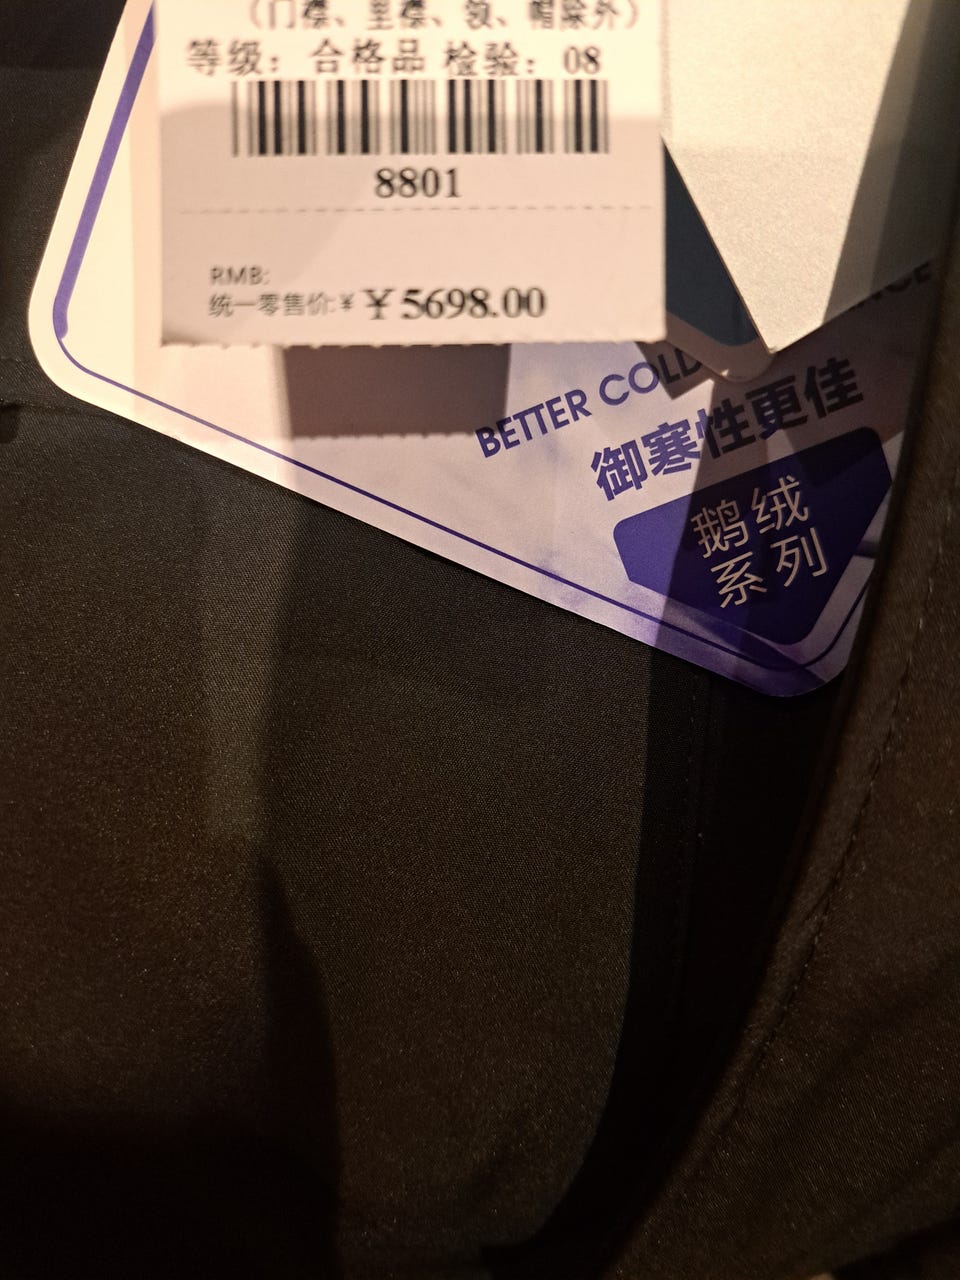 （门襟、里襟、领、帽除外）
等级：合格品 检验：08
8801
RMB:
统一零售价:¥ ￥5698.00
BETTER COLD
御寒性更佳
鹅绒
系列